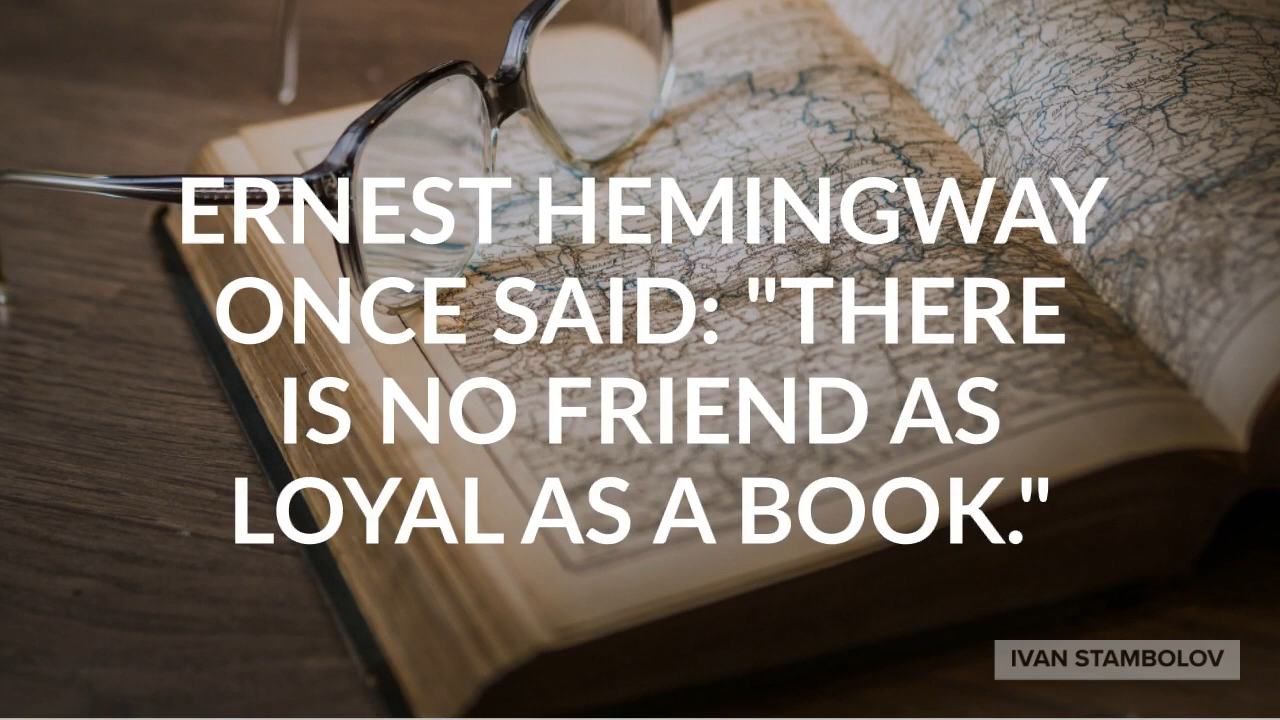 ERNEST HEMINGWAY
ONCE SAID: "THERE
IS NO FRIEND AS
LOYAL AS A BOOK."
IVAN STAMBOLOV